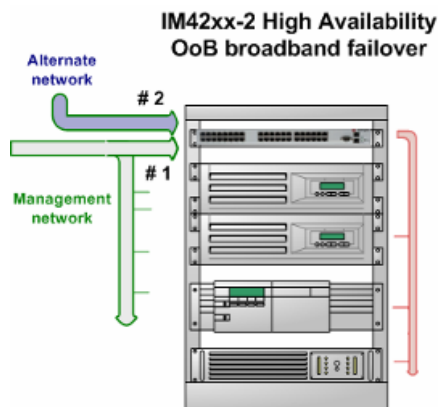 IM42xx-2 High Availability
OoB broadband failover
Alternate
network
# 2
# 1
Management
network